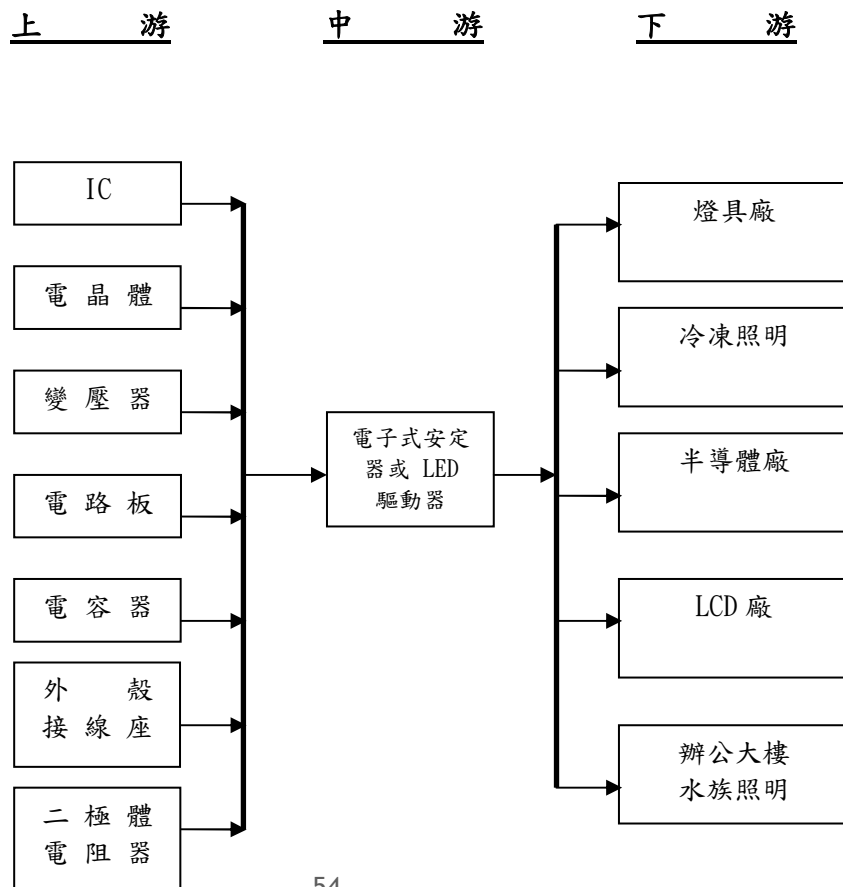 上游 中游 下游
IC
電晶體
變壓器
電路板
電容器
外殼
接線座
二極體
電阻器
電子式安定
器或 LED
驅動器
燈具廠
冷凍照明
半導體廠
LCD 廠
辦公大樓
水族照明
54